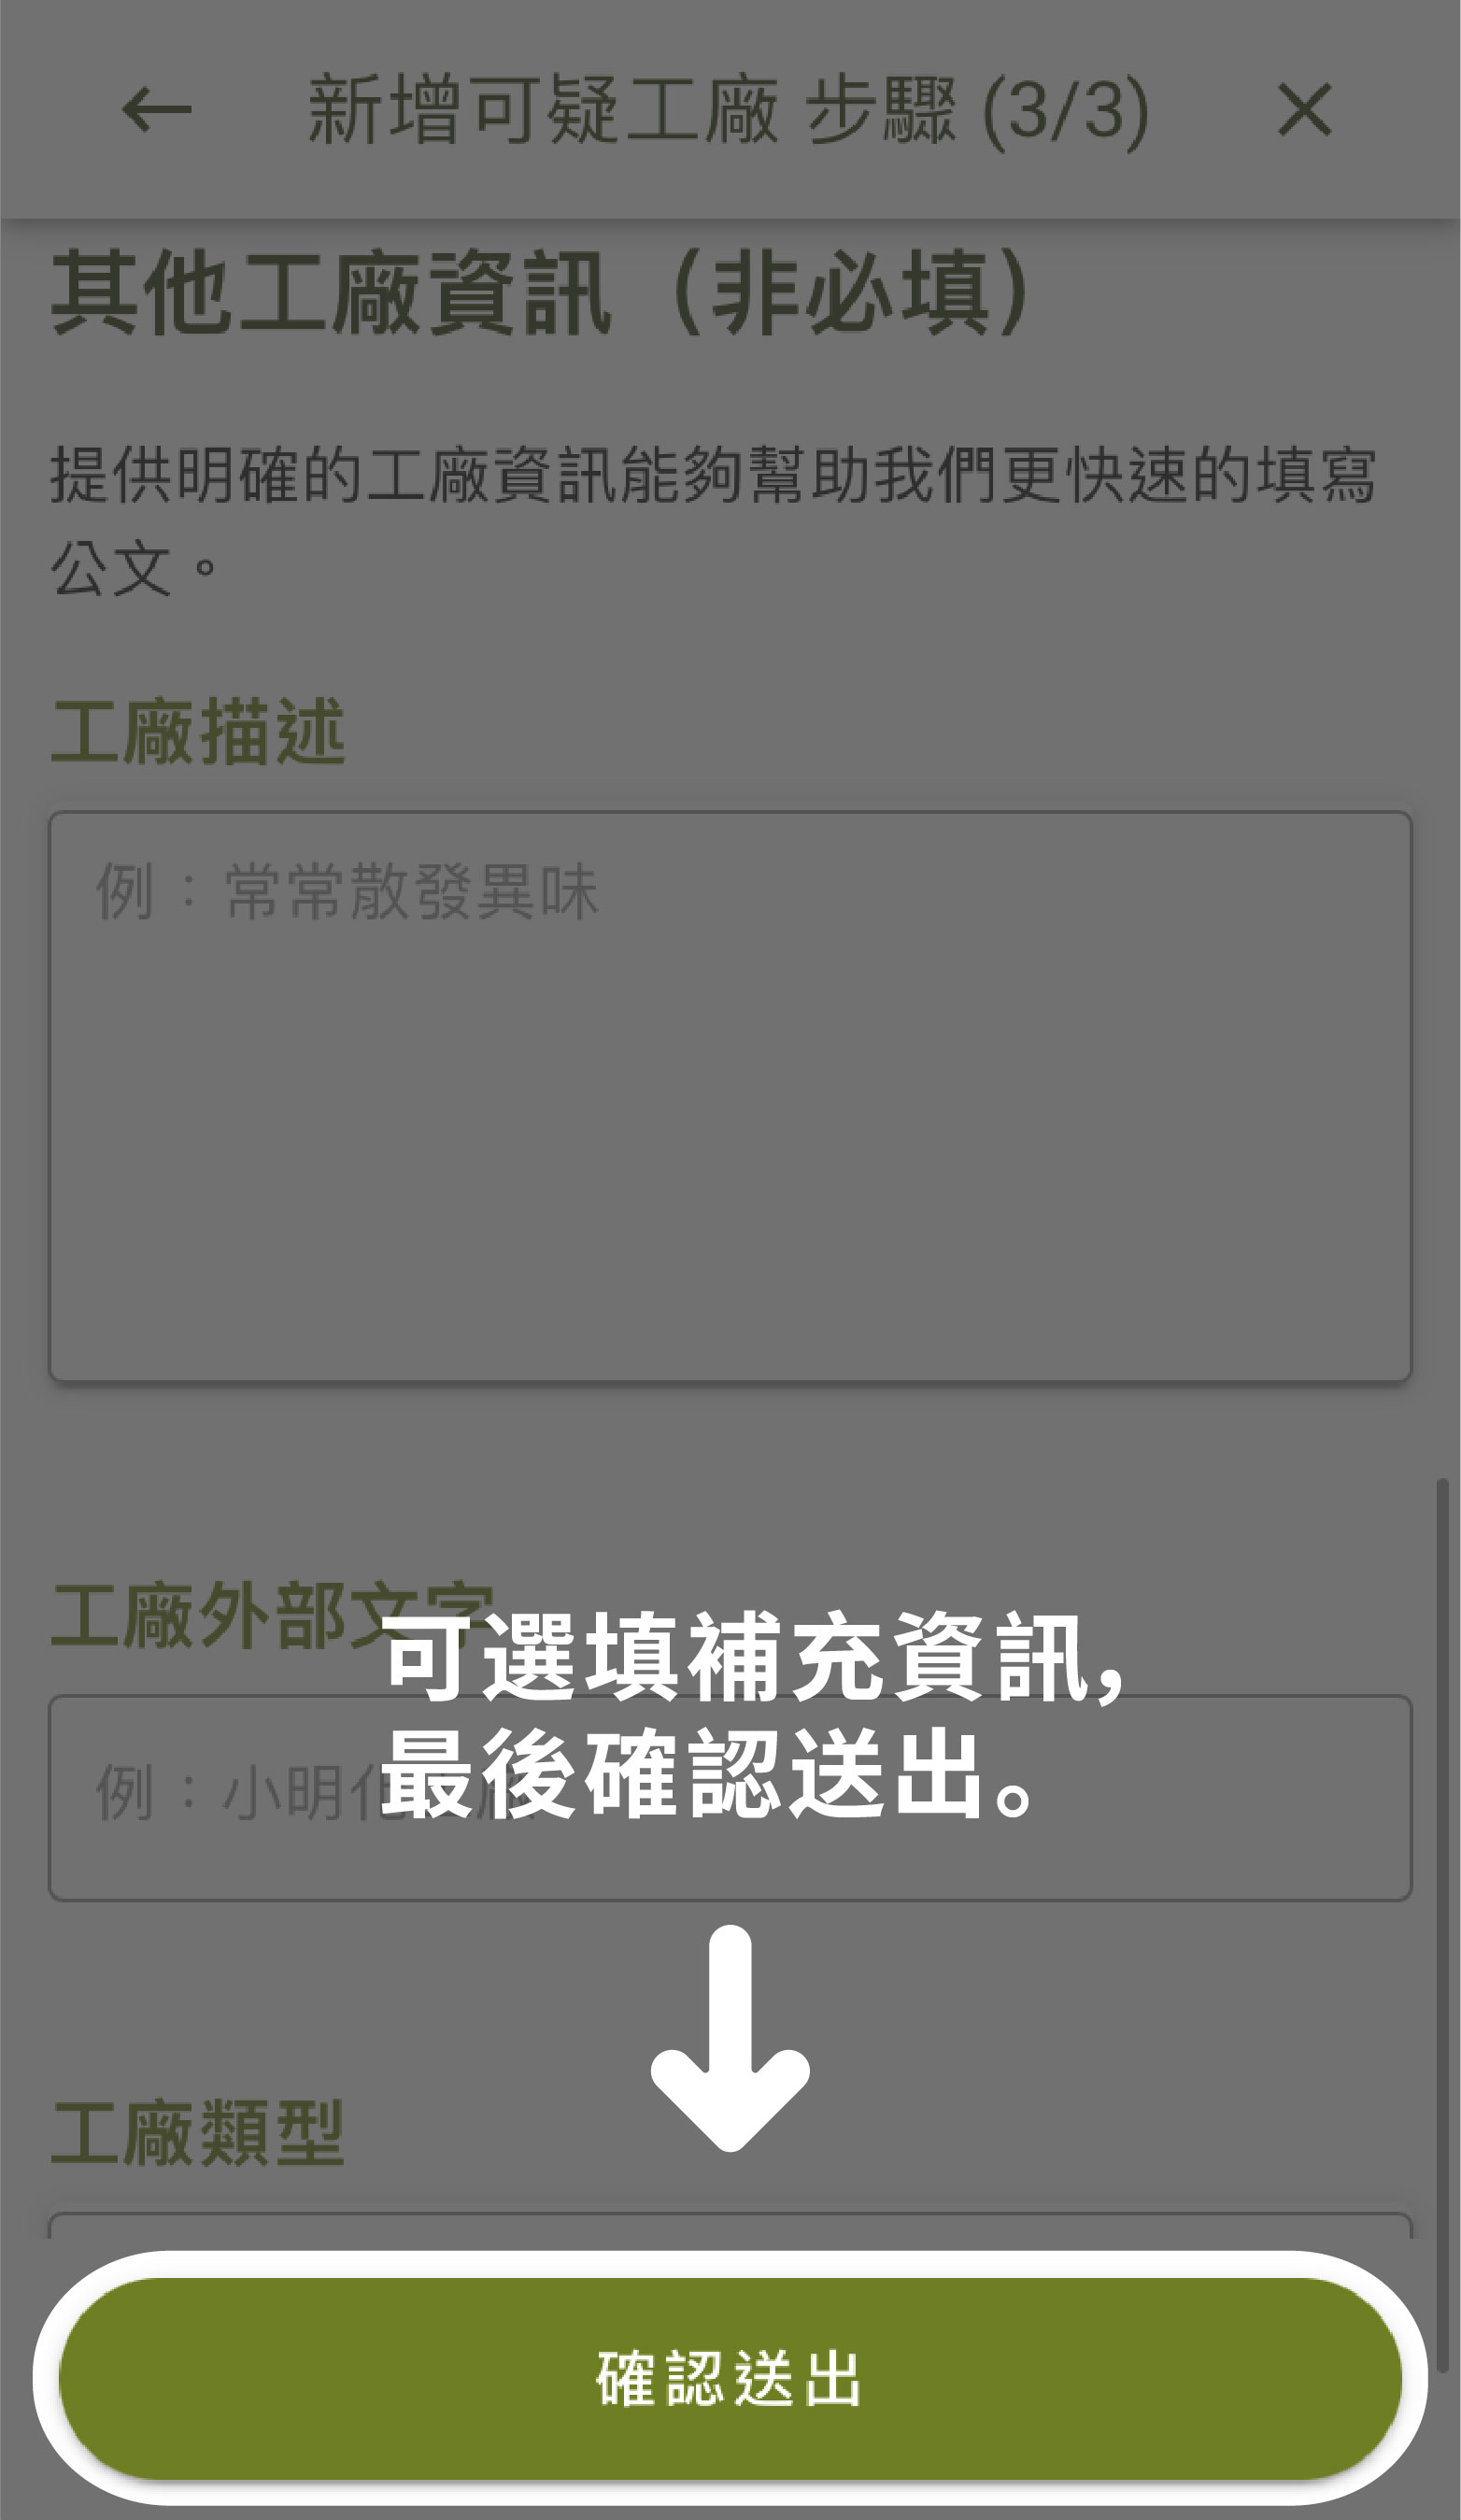 新增可疑工廠 步驟 (3/3)
其他工廠資訊（非必填）
提供明確的工廠資訊能夠幫助我們更快速的填寫
公文。
工廠描述
例：常常散發異味
工廠外部文字
可選填補充資訊,
例：小明
最後確認送出。
工廠類型
確認送出